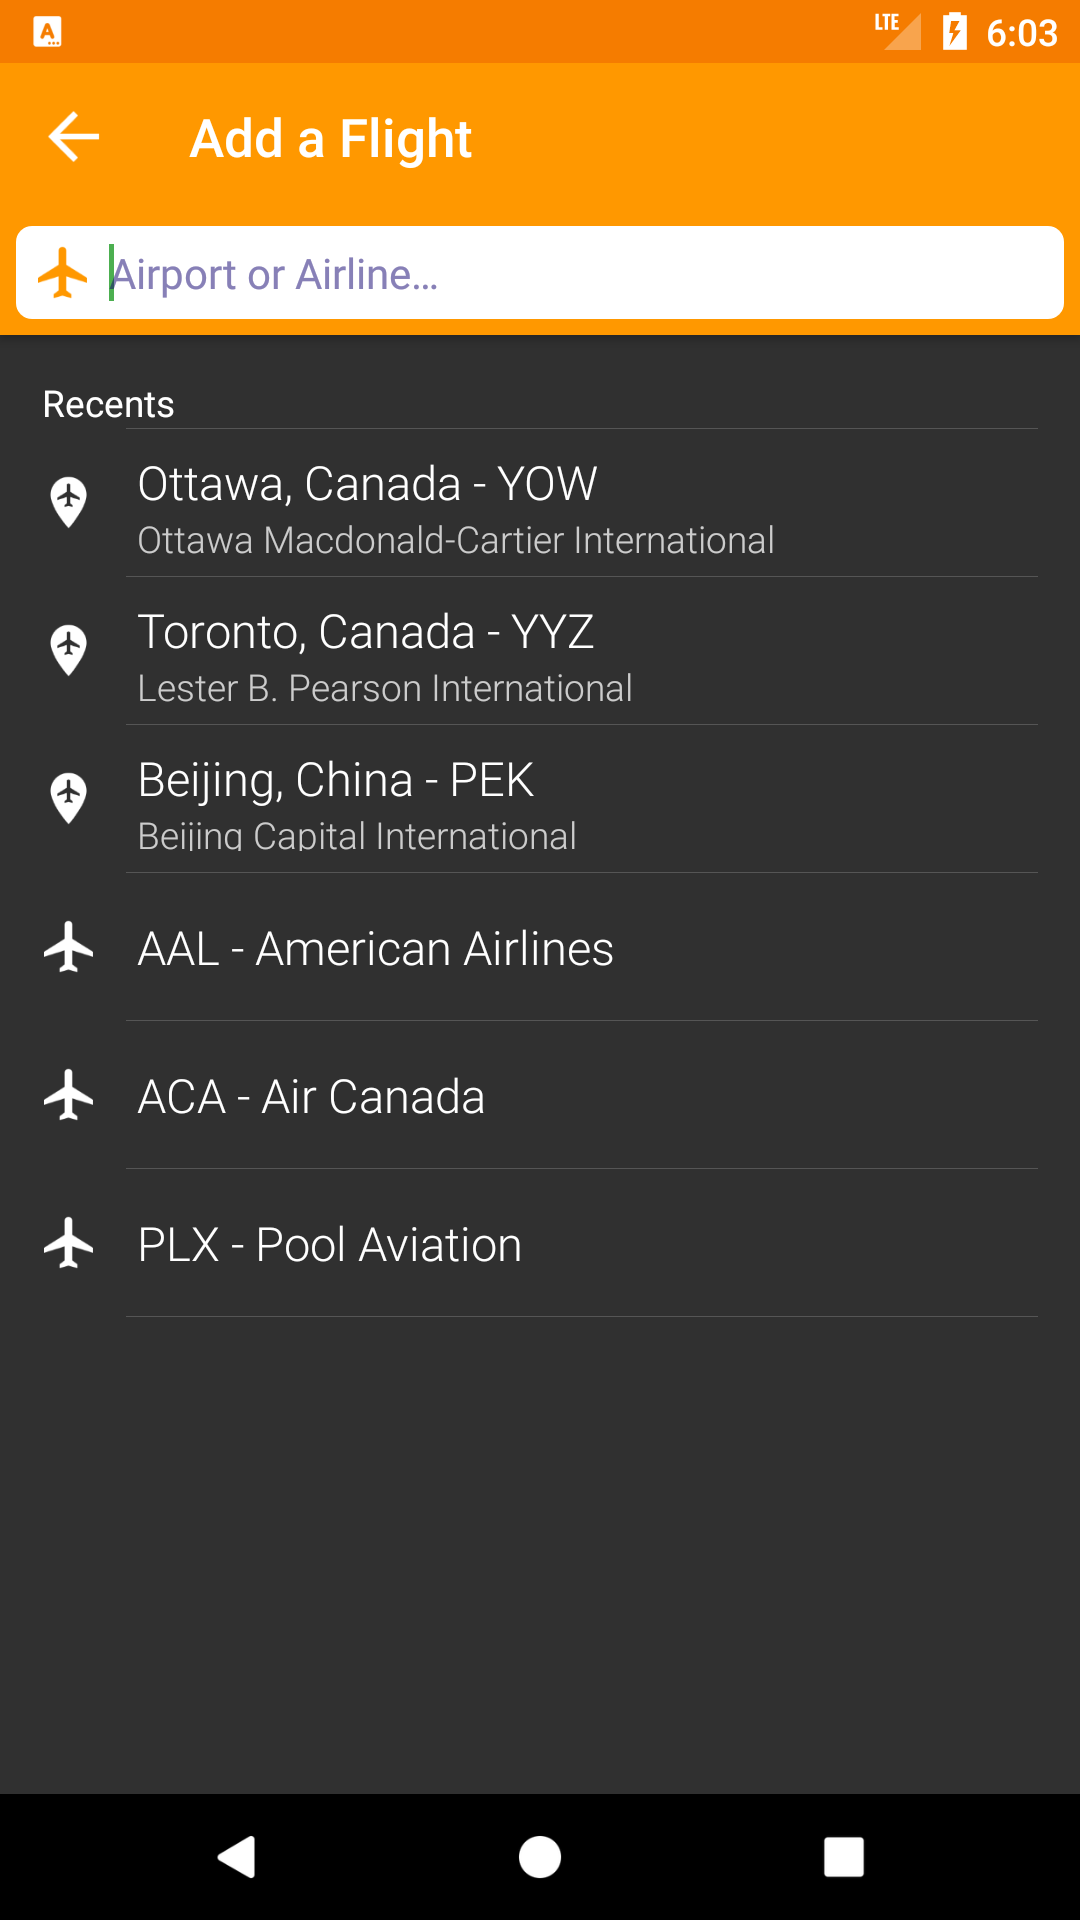 LTE 6:03
Add a Flight
Airport or Airline...
Recents
Ottawa, Canada - YOW
Ottawa Macdonald-Cartier International
Toronto, Canada - YYZ
Lester B. Pearson International
Beijing, China - PEK
Beijing Capital International
AAL - American Airlines
ACA - Air Canada
PLX - Pool Aviation